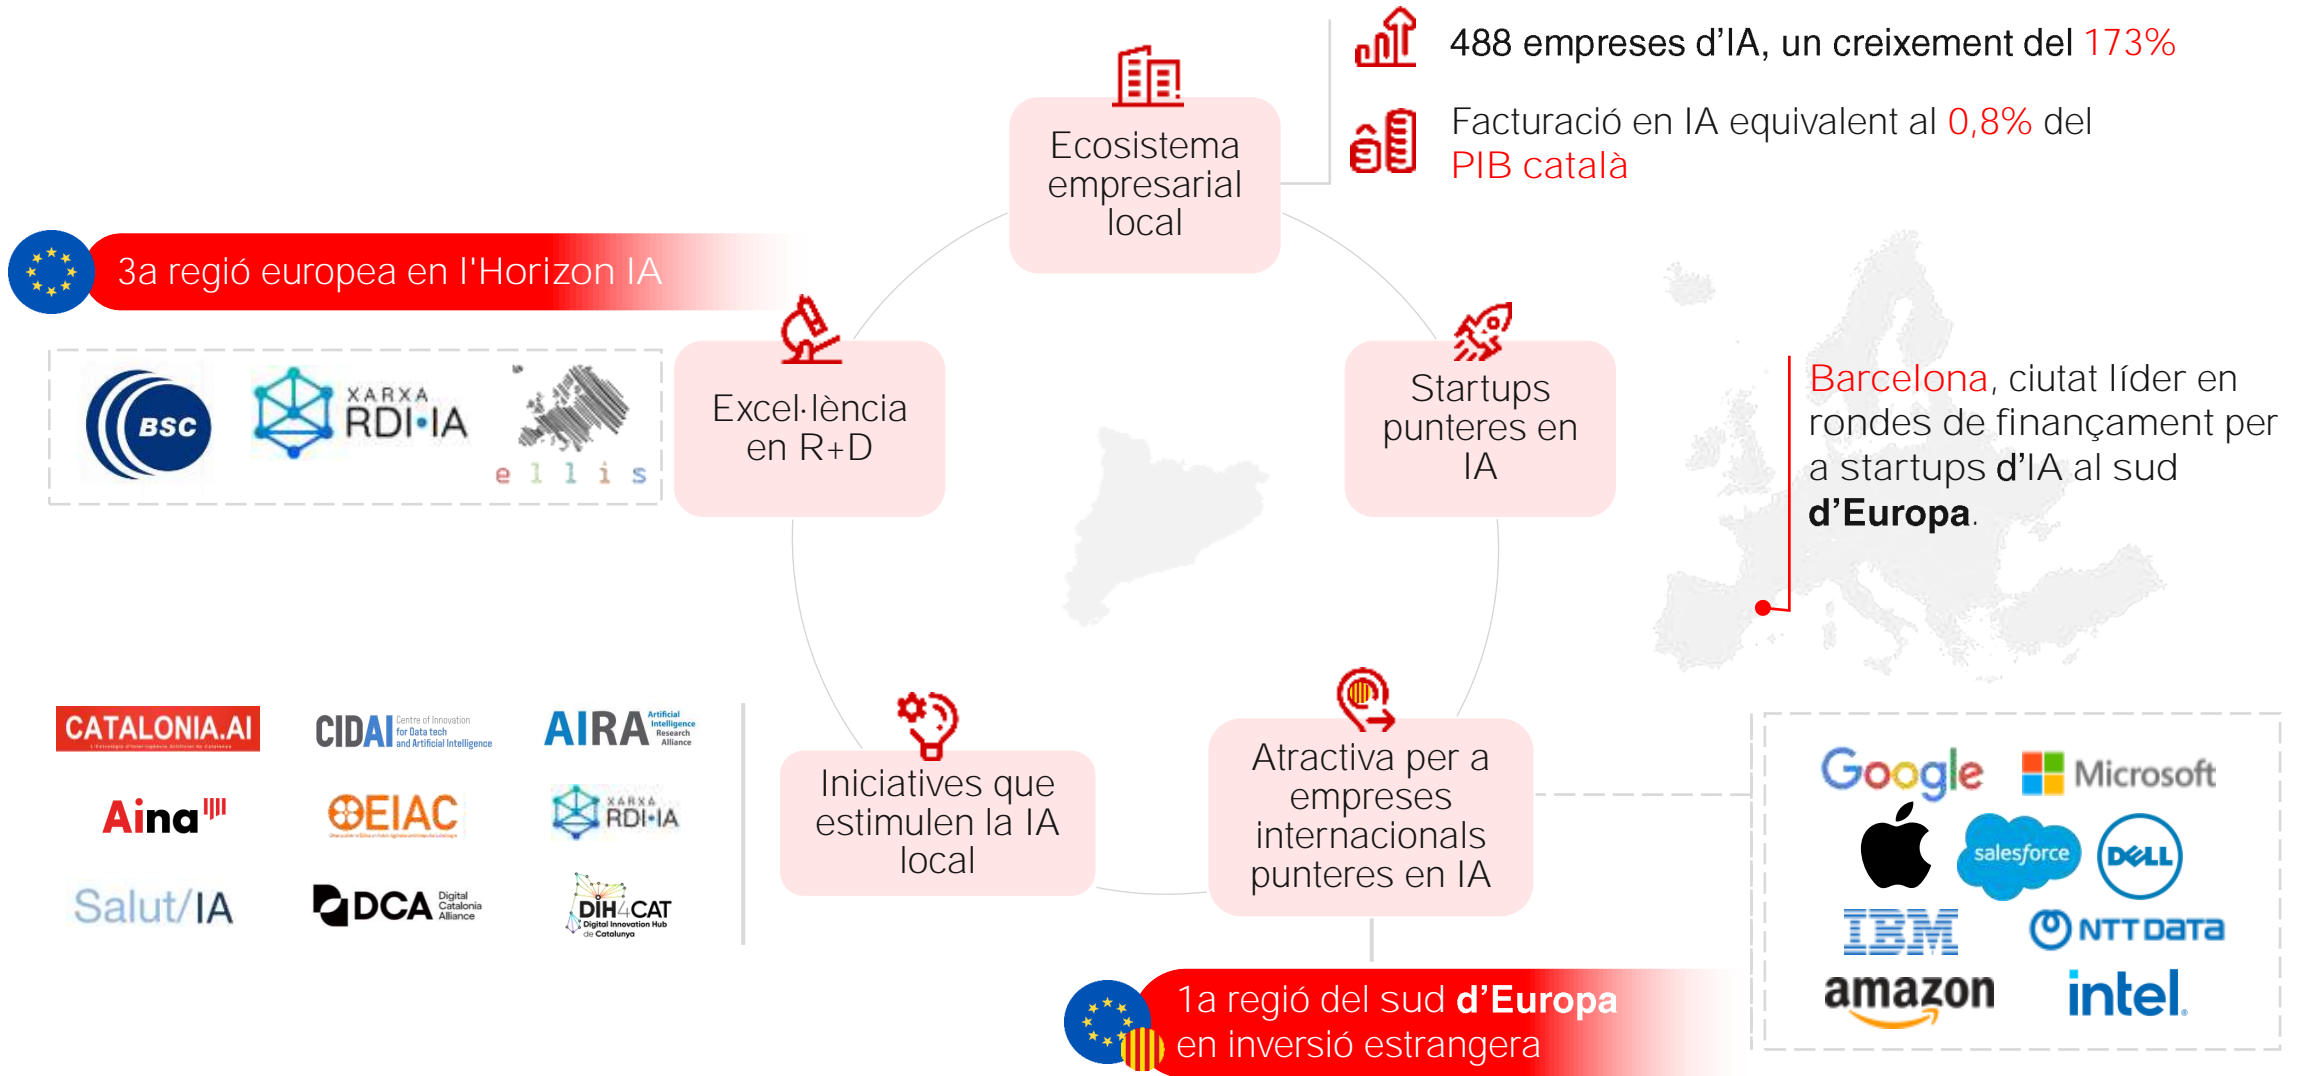 488 empreses d’IA, un creixement del 173%
Facturació en IA equivalent al 0,8% del
PIB català
Ecosistema
empresarial
local
3a regió europea en l'Horizon IA
BSC
XARXA
RDI•IA
ellis
Excel·lència
en R+D
Startups
punteres en
IA
Barcelona, ciutat líder en
rondes de finançament per
a startups d’IA al sud
d’Europa.
CATALONIA.AI
CIDAI Centre of Innovation
for Data tech
and Artificial Intelligence
AIRA Artificial
Intelligence
Research
Alliance
Aina
OEIAC
XARXA
RDI•IA
Salut/IA
DCA Digital
Catalonia
Alliance
DIH4CAT
Digital Innovation Hub
de Catalunya
Iniciatives que
estimulen la IA
local
Atractiva per a
empreses
internacionals
punteres en IA
Google
Microsoft
salesforce
DELL
IBM
NTT DATA
amazon
intel.
1a regió del sud d’Europa
en inversió estrangera